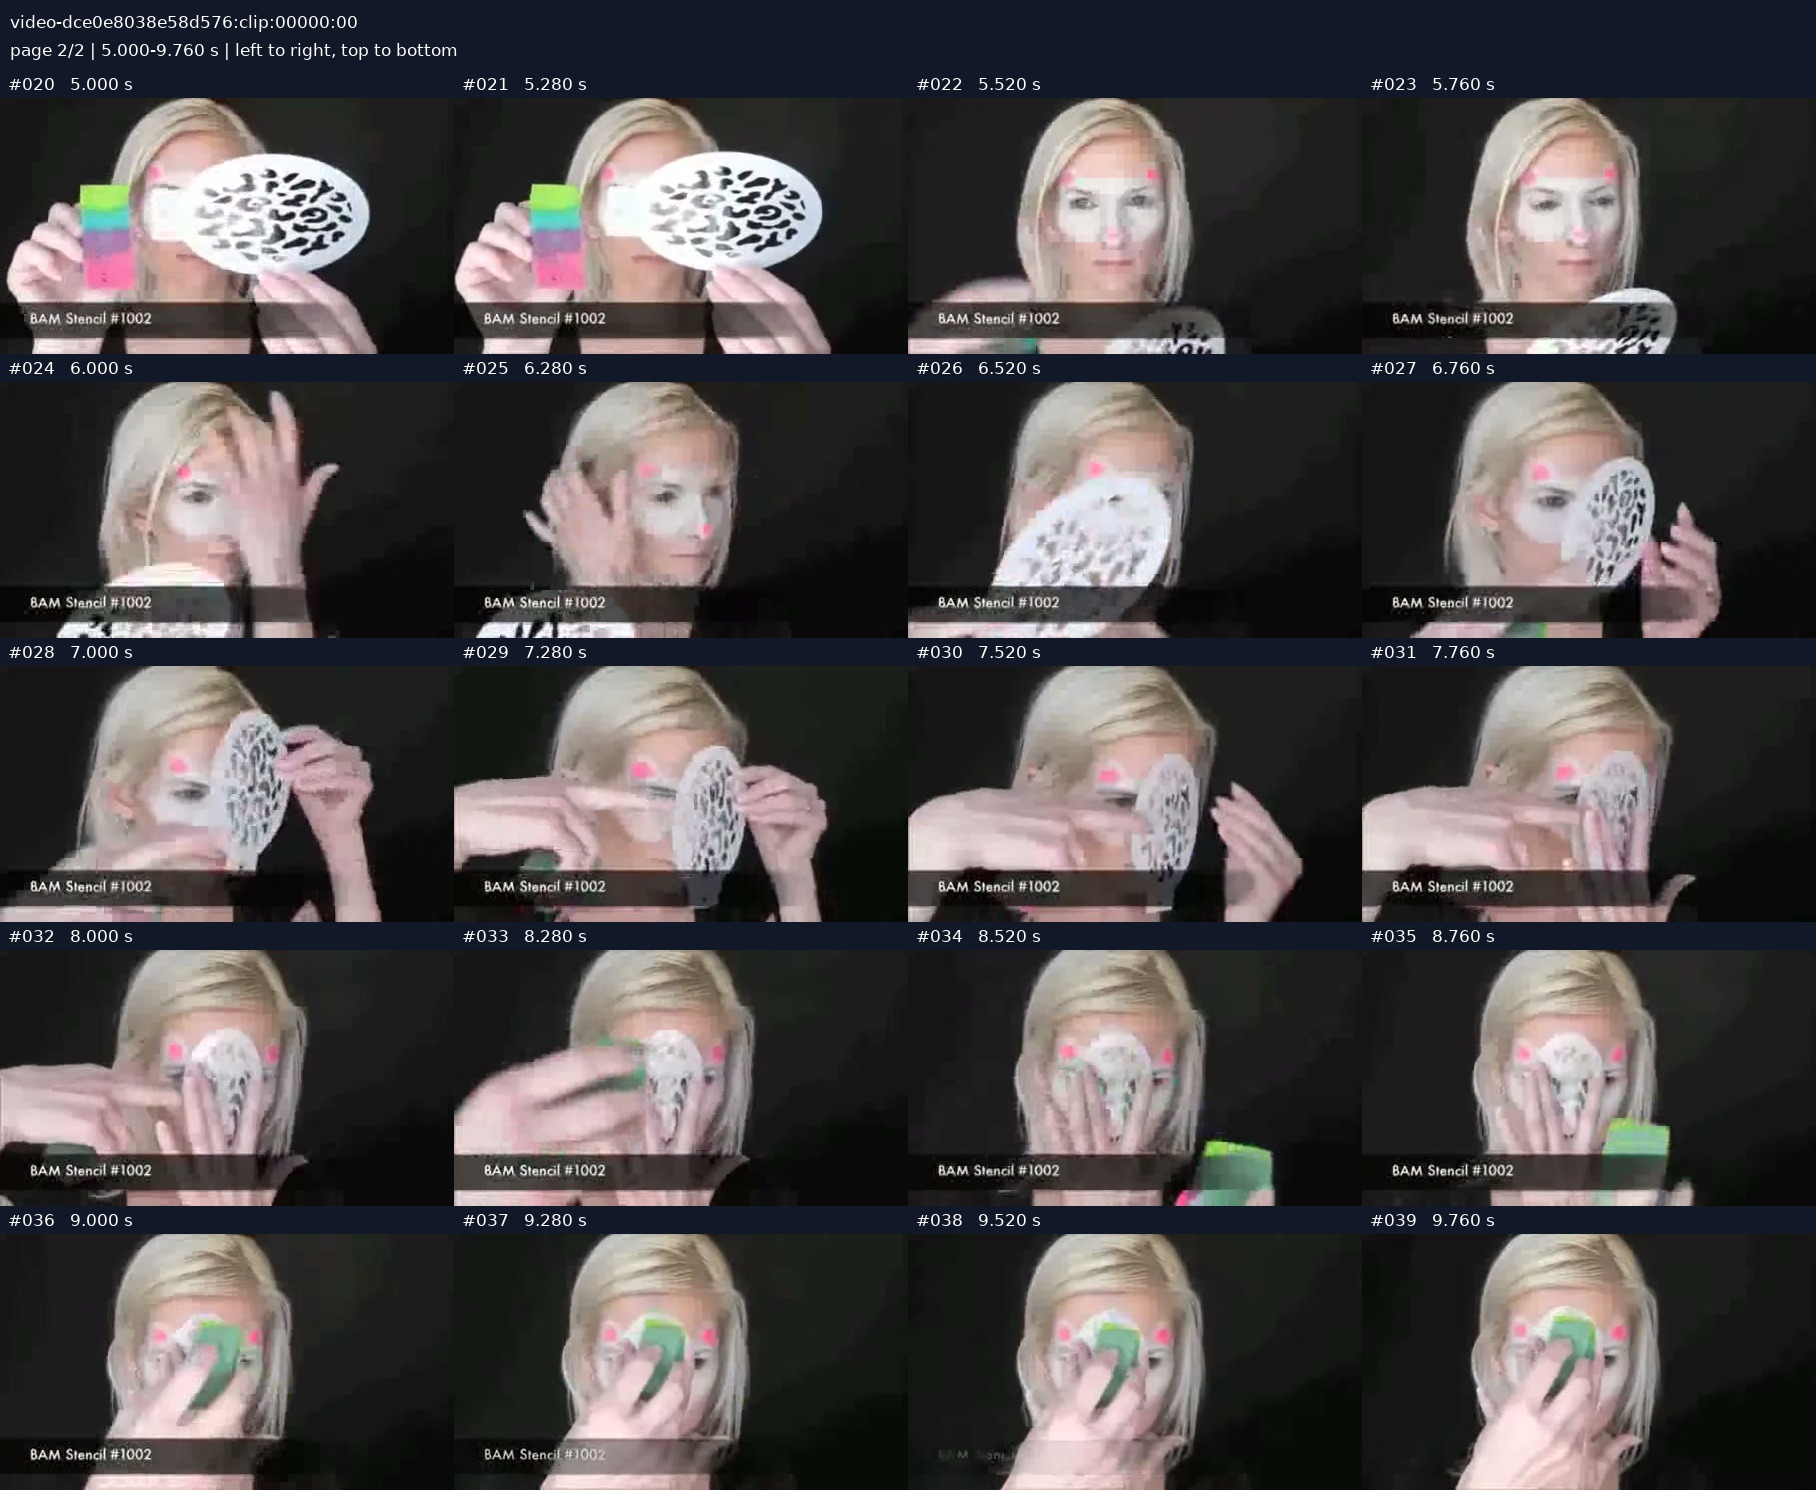 video-dce0e8038e58d576:clip:00000:00
page 2/2 | 5.000-9.760 s | left to right, top to bottom
#020 5.000 s
#021 5.280 s
#022 5.520 s
#023 5.760 s
BAM Stencil #1002
BAM Stencil #1002
BAM Stencil #1002
BAM Stencil #1002
#024 6.000 s
#025 6.280 s
#026 6.520 s
#027 6.760 s
BAM Stencil #1002
BAM Stencil #1002
BAM Stencil #1002
BAM Stencil #1002
#028 7.000 s
#029 7.280 s
#030 7.520 s
#031 7.760 s
BAM Stencil #1002
BAM Stencil #1002
BAM Stencil #1002
BAM Stencil #1002
#032 8.000 s
#033 8.280 s
#034 8.520 s
#035 8.760 s
BAM Stencil #1002
BAM Stencil #1002
BAM Stencil #1002
BAM Stencil #1002
#036 9.000 s
#037 9.280 s
#038 9.520 s
#039 9.760 s
BAM Stencil #1002
BAM Stencil #1002